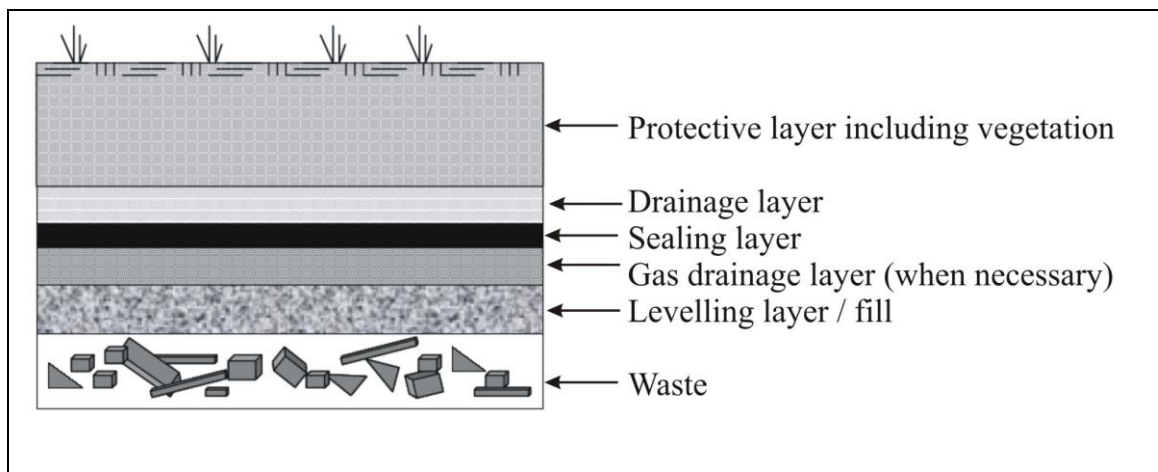 Protective layer including vegetation
Drainage layer
Sealing layer
Gas drainage layer (when necessary)
Levelling layer / fill
Waste